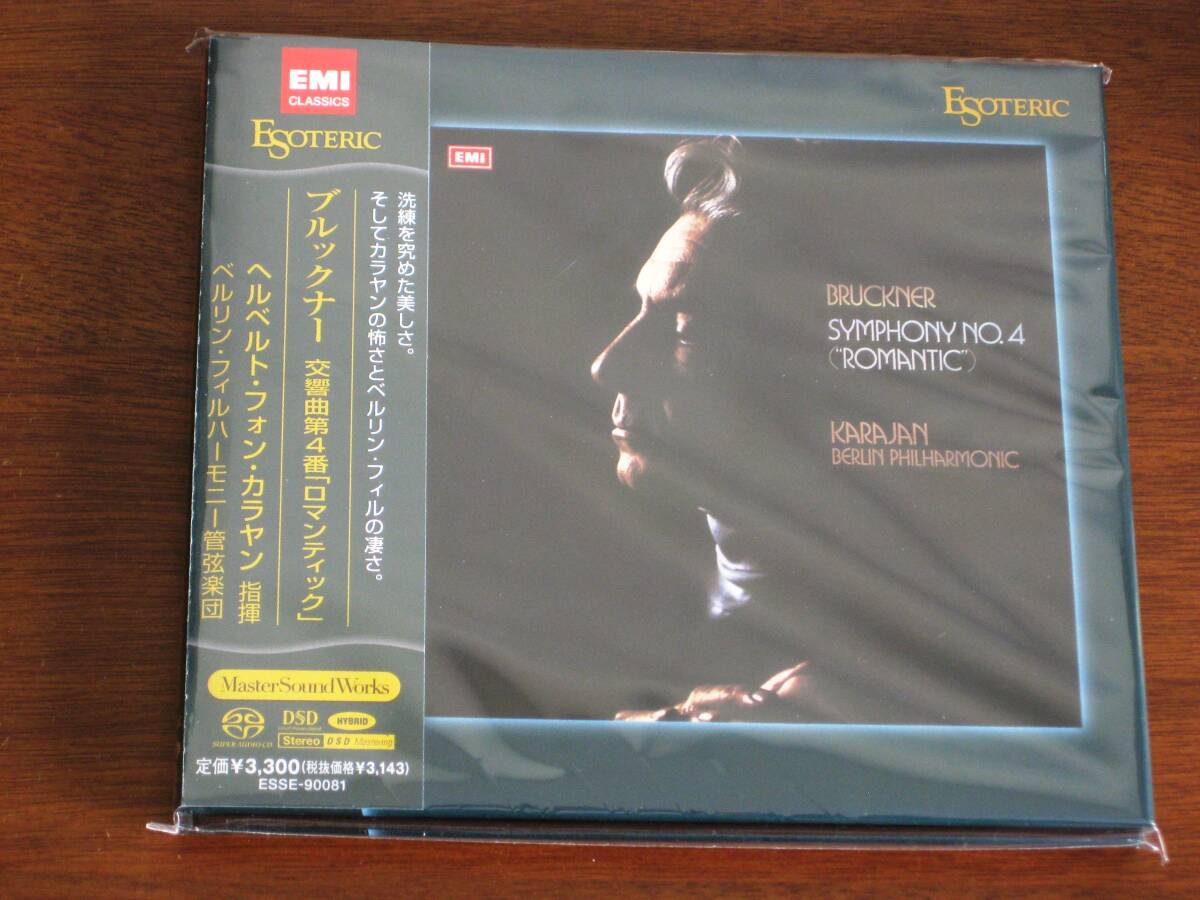 EMI
CLASSICS
ESOTERIC
洗練を究めた美しさ。
そしてカラヤンの怖さとベルリン・フィルの凄さ。
ブルックナー 交響曲第4番「ロマンティック」
ヘルベルト・フォン・カラヤン 指揮
ベルリン・フィルハーモニー管弦楽団
MasterSoundWorks
SUPER AUDIO CD
DSD
HYBRID
Stereo DSD Mastering
定価¥3,300(税抜価格¥3,143)
ESSE-90081
ESOTERIC
EMI
BRUCKNER
SYMPHONY NO. 4
("ROMANTIC")
KARAJAN
BERLIN PHILHARMONIC